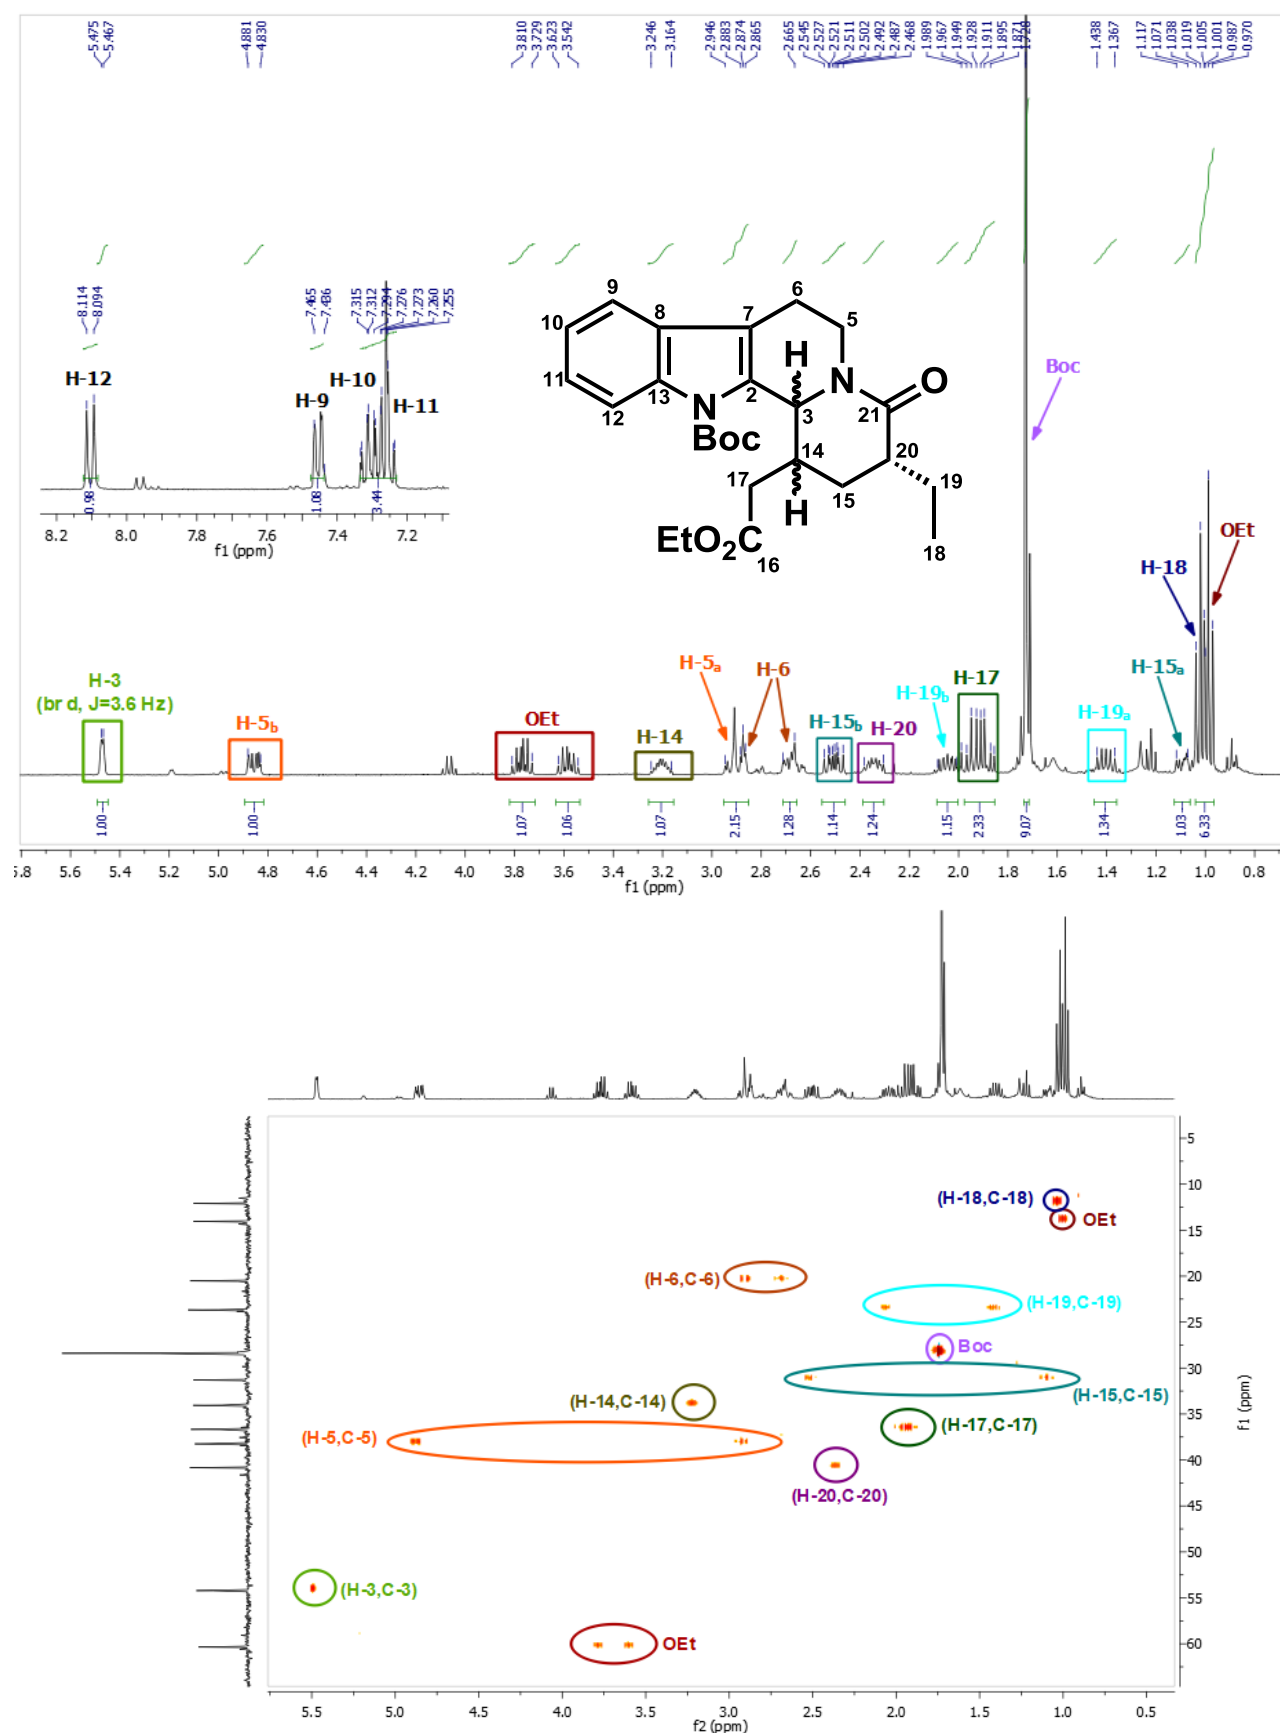 5.475
5.467
4.881
4.830
3.810
3.729
3.623
3.542
3.246
3.164
2.946
2.883
2.874
2.865
2.665
2.545
2.527
2.521
2.511
2.502
2.492
2.487
2.468
1.989
1.967
1.949
1.928
1.911
1.895
1.871
1.728
1.438
1.367
1.117
1.071
1.038
1.019
1.005
1.001
0.987
0.970
8.114
8.094
7.465
7.436
7.315
7.312
7.294
7.276
7.273
7.260
7.255
H-12
H-9
H-10
H-11
0.98
1.08
3.44
8.2 8.0 7.8 7.6 7.4 7.2
f1 (ppm)
9
6
10
8
7
5
H
N
O
11
13
2
3
21
12
N
Boc
14
20
17
15
19
H
EtO2C
16
18
Boc
OEt
H-18
H-15a
H-3
(br d, J=3.6 Hz)
H-5b
OEt
H-14
H-5a
H-6
H-15b
H-20
H-19b
H-17
H-19a
1.00
1.00
1.07
1.06
1.07
2.15
1.28
1.14
1.24
1.15
2.33
9.07
1.34
1.03
6.33
5.8 5.6 5.4 5.2 5.0 4.8 4.6 4.4 4.2 4.0 3.8 3.6 3.4 3.2 3.0 2.8 2.6 2.4 2.2 2.0 1.8 1.6 1.4 1.2 1.0 0.8
f1 (ppm)
(H-18,C-18)
OEt
(H-6,C-6)
(H-19,C-19)
Boc
(H-14,C-14)
(H-15,C-15)
(H-5,C-5)
(H-17,C-17)
(H-20,C-20)
(H-3,C-3)
OEt
5
10
15
20
25
30
35
40
45
50
55
60
f1 (ppm)
5.5 5.0 4.5 4.0 3.5 3.0 2.5 2.0 1.5 1.0 0.5
f2 (ppm)